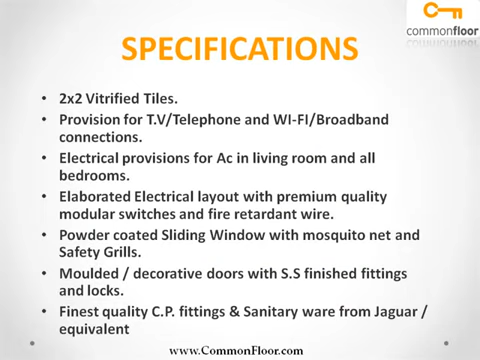 commonfloor
SPECIFICATIONS
• 2x2 Vitrified Tiles.
• Provision for T.V/Telephone and WI-FI/Broadband
connections.
• Electrical provisions for Ac in living room and all
bedrooms.
• Elaborated Electrical layout with premium quality
modular switches and fire retardant wire.
• Powder coated Sliding Window with mosquito net and
Safety Grills.
• Moulded / decorative doors with S.S finished fittings
and locks.
• Finest quality C.P. fittings & Sanitary ware from Jaguar /
equivalent
www.CommonFloor.com